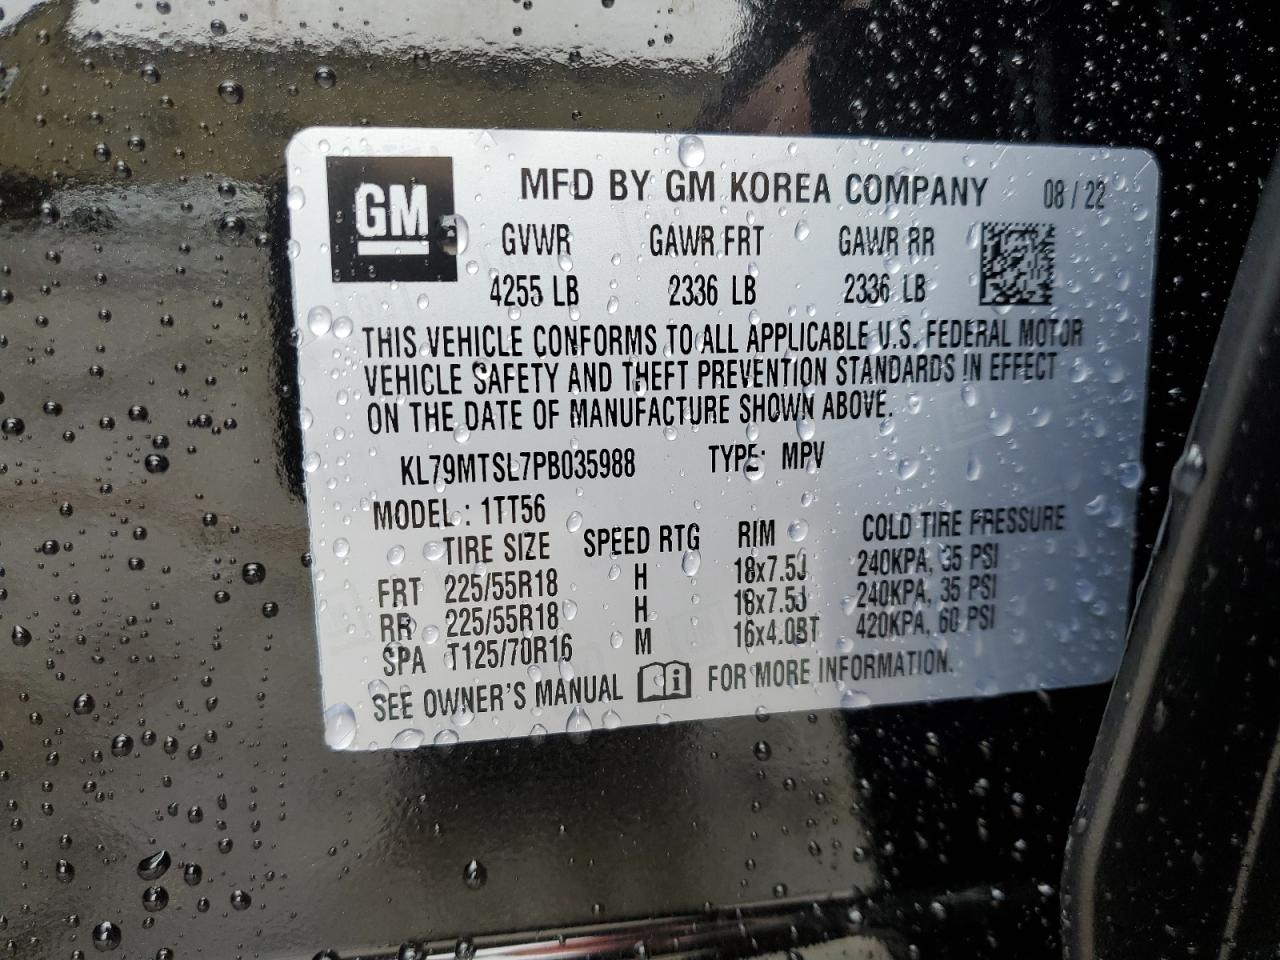 GM
MFD BY GM KOREA COMPANY 08/22
GVWR GAWR FRT GAWR RR
4255 LB 2336 LB 2336 LB
THIS VEHICLE CONFORMS TO ALL APPLICABLE U.S. FEDERAL MOTOR
VEHICLE SAFETY AND THEFT PREVENTION STANDARDS IN EFFECT
ON THE DATE OF MANUFACTURE SHOWN ABOVE.
KL79MTSL7PB035988 TYPE: MPV
MODEL: 1TT56
TIRE SIZE SPEED RTG RIM COLD TIRE PRESSURE
FRT 225/55R18 H 18x7.5J 240KPA, 35 PSI
RR 225/55R18 H 18x7.5J 240KPA, 35 PSI
SPA T125/70R16 M 16x4.0BT 420KPA, 60 PSI
SEE OWNER'S MANUAL FOR MORE INFORMATION.